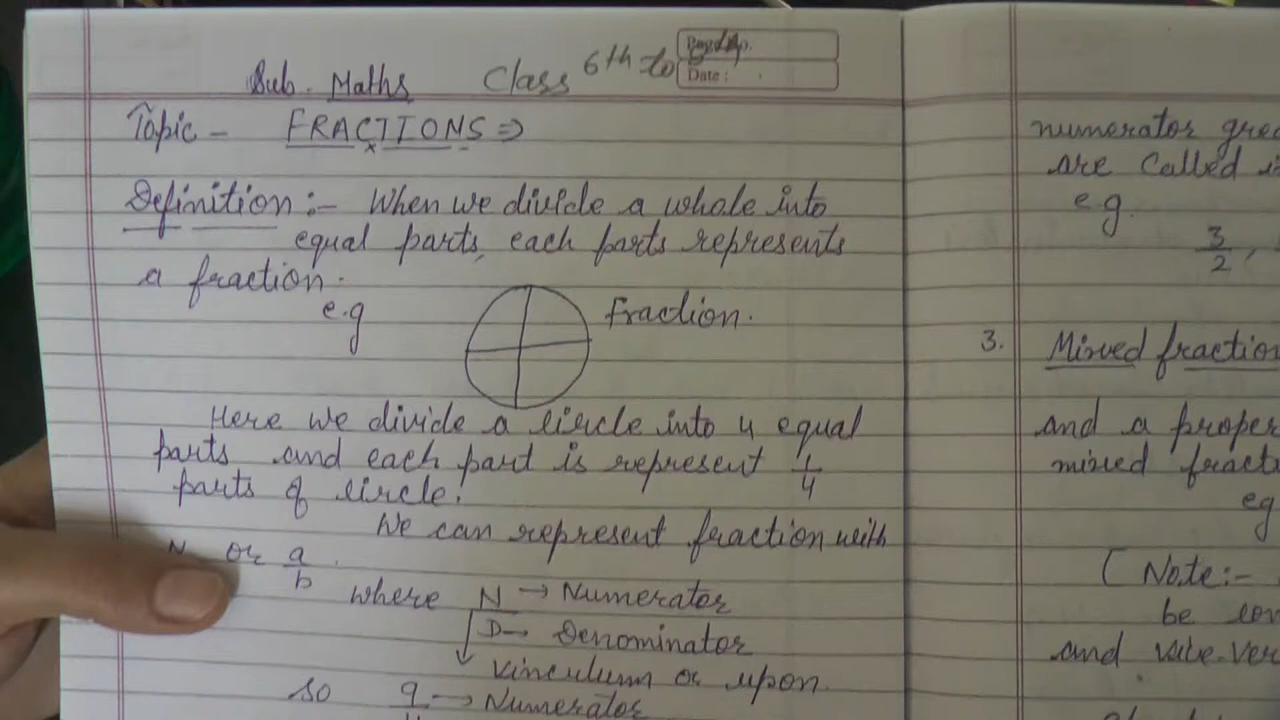 Sub. Maths Class 6th to
Date :
Topic - FRACTIONS ⇒
Definition :- When we divide a whole into
equal parts, each parts represents
a fraction.
e.g
Fraction.
Here we divide a circle into 4 equal
parts and each part is represent 1/4
parts of circle.
We can represent fraction with
N or a/b.
where N → Numerator
D → Denominator
vinculum or upon.
so 9 → Numerator
numerator
are called
e.g.
3/2,
3. Mixed fraction
and a proper
mixed
eg
( Note:-
be
and